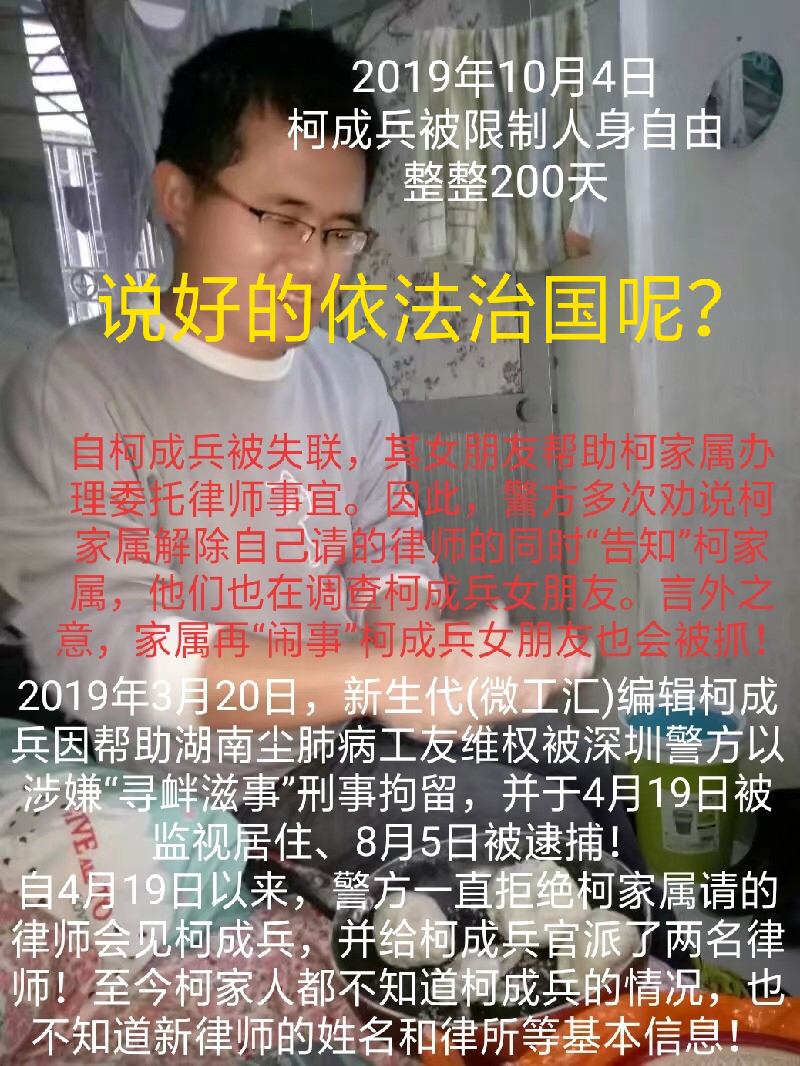 2019年10月4日
柯成兵被限制人身自由
整整200天
说好的依法治国呢？
自柯成兵被失联，其女朋友帮助柯家属办
理委托律师事宜。因此，警方多次劝说柯
家属解除自己请的律师的同时“告知”柯家
属，他们也在调查柯成兵女朋友。言外之
意，家属再“闹事”柯成兵女朋友也会被抓！
2019年3月20日，新生代(微工汇)编辑柯成
兵因帮助湖南尘肺病工友维权被深圳警方以
涉嫌“寻衅滋事”刑事拘留，并于4月19日被
监视居住、8月5日被逮捕！
自4月19日以来，警方一直拒绝柯家属请的
律师会见柯成兵，并给柯成兵官派了两名律
师！至今柯家人都不知道柯成兵的情况，也
不知道新律师的姓名和律所等基本信息！